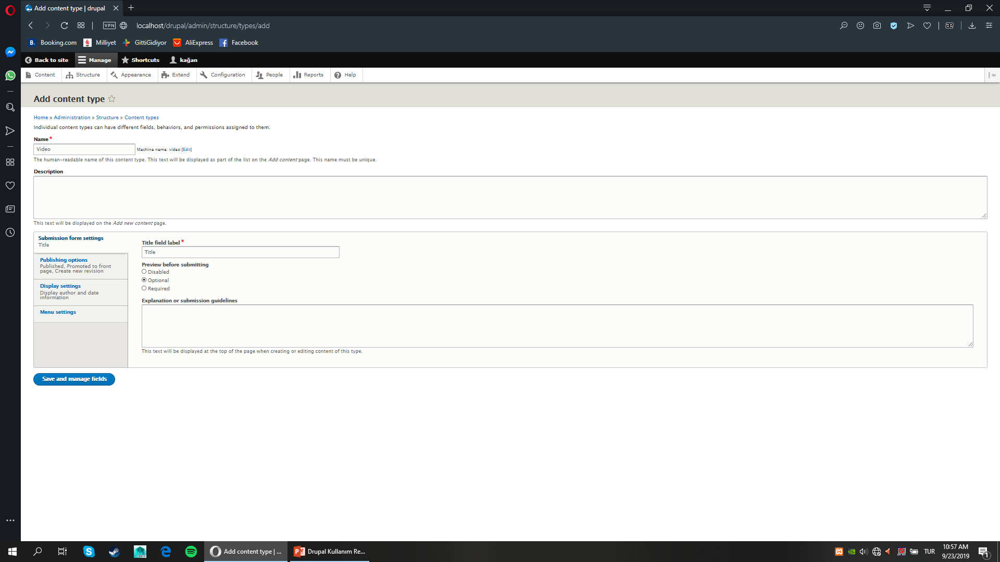 Add content type | drupal
VPN
localhost/drupal/admin/structure/types/add
B. Booking.com Milliyet GittiGidiyor AliExpress Facebook
Back to site Manage Shortcuts kağan
Content Structure Appearance Extend Configuration People Reports Help
Add content type
Home » Administration » Structure » Content types
Individual content types can have different fields, behaviors, and permissions assigned to them.
Name *
Video Machine name: video [Edit]
The human-readable name of this content type. This text will be displayed as part of the list on the Add content page. This name must be unique.
Description
This text will be displayed on the Add new content page.
Submission form settings
Title
Publishing options
Published, Promoted to front
page, Create new revision
Display settings
Display author and date
information
Menu settings
Title field label *
Title
Preview before submitting
Disabled
Optional
Required
Explanation or submission guidelines
This text will be displayed at the top of the page when creating or editing content of this type.
Save and manage fields
Add content type | ... Drupal Kullanım Re...
TUR
10:57 AM
9/23/2019
1